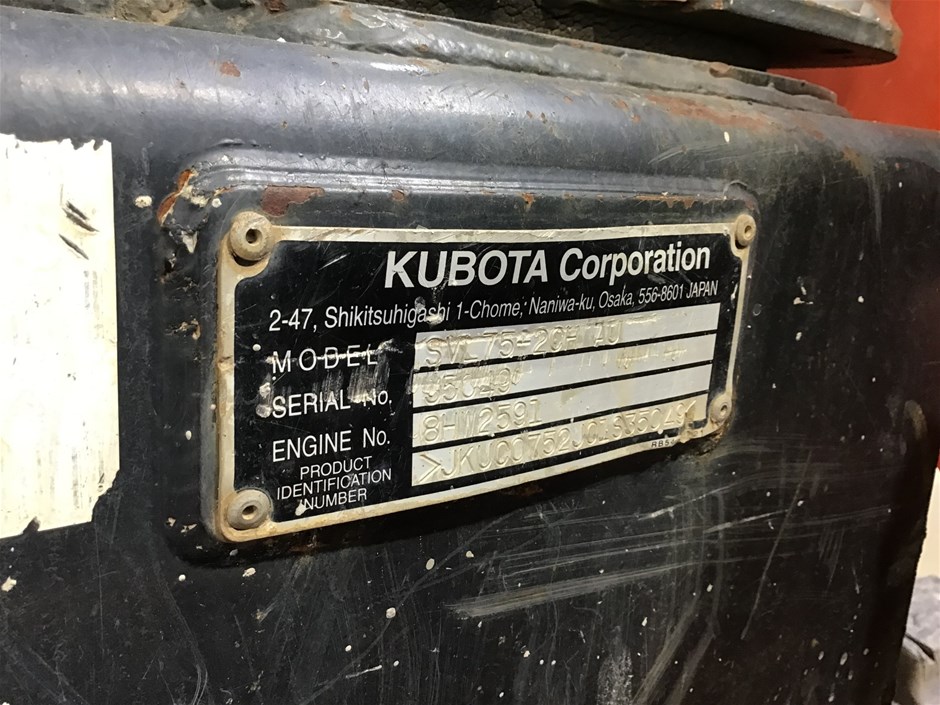 KUBOTA Corporation
2-47, Shikitsuhigashi 1-Chome, Naniwa-ku, Osaka, 556-8601 JAPAN
MODEL
SERIAL No. 35049
ENGINE No. 8HW2591
PRODUCT
IDENTIFICATION
NUMBER